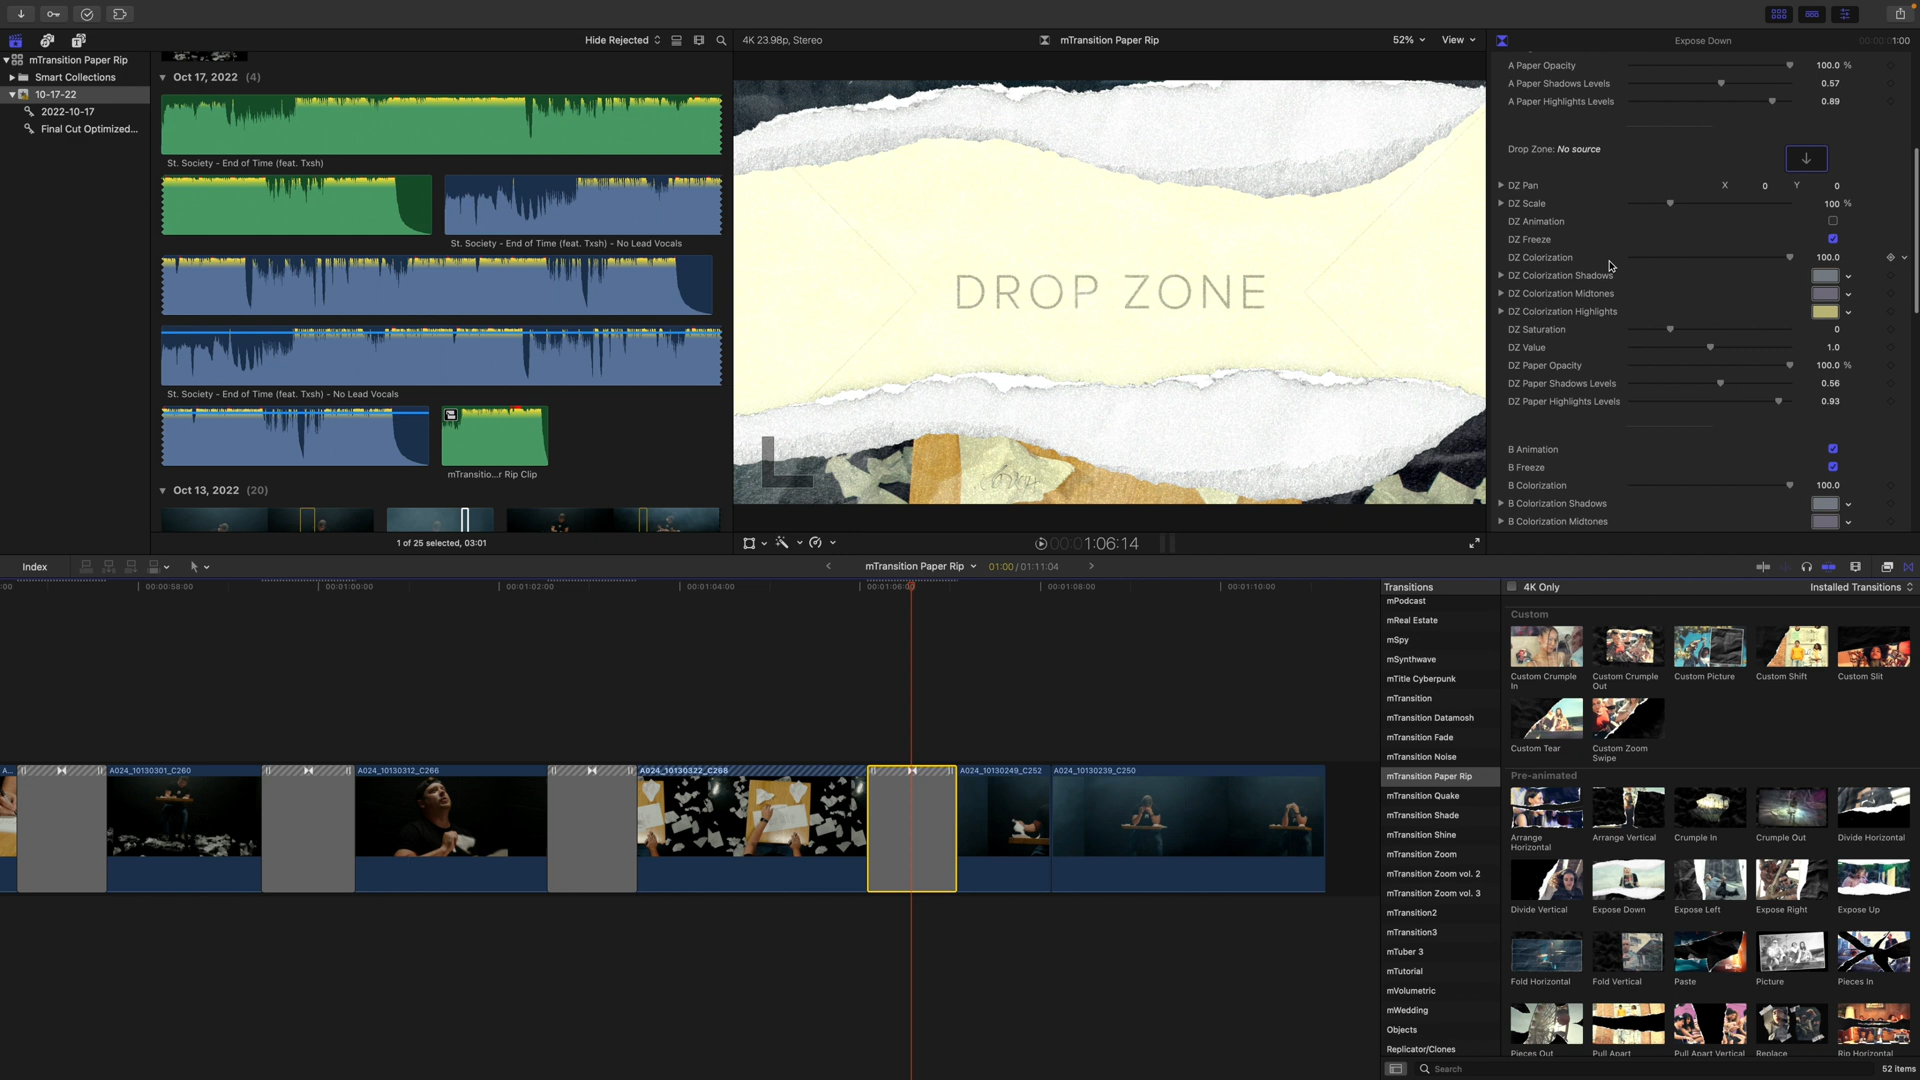 Hide Rejected
4K 23.98p, Stereo
mTransition Paper Rip
52%
View
Expose Down
00:00:01:00
mTransition Paper Rip
Smart Collections
10-17-22
2022-10-17
Final Cut Optimized...
Oct 17, 2022 (4)
St. Society - End of Time (feat. Txsh)
St. Society - End of Time (feat. Txsh) - No Lead Vocals
St. Society - End of Time (feat. Txsh) - No Lead Vocals
mTransitio...r Rip Clip
Oct 13, 2022 (20)
1 of 25 selected, 03:01
DROP ZONE
00:00:01:06:14
A Paper Opacity 100.0 %
A Paper Shadows Levels 0.57
A Paper Highlights Levels 0.89
Drop Zone: No source
DZ Pan X 0 Y 0
DZ Scale 100 %
DZ Animation
DZ Freeze
DZ Colorization 100.0
DZ Colorization Shadows
DZ Colorization Midtones
DZ Colorization Highlights
DZ Saturation 0
DZ Value 1.0
DZ Paper Opacity 100.0 %
DZ Paper Shadows Levels 0.56
DZ Paper Highlights Levels 0.93
B Animation
B Freeze
B Colorization 100.0
B Colorization Shadows
B Colorization Midtones
Index
mTransition Paper Rip
01:00 / 01:11:04
:00
00:00:58:00
00:01:00:00
00:01:02:00
00:01:04:00
00:01:06:00
00:01:08:00
00:01:10:00
A...
A024_10130301_C260
A024_10130312_C266
A024_10130322_C268
A024_10130249_C252
A024_10130239_C250
Transitions
mPodcast
mReal Estate
mSpy
mSynthwave
mTitle Cyberpunk
mTransition
mTransition Datamosh
mTransition Fade
mTransition Noise
mTransition Paper Rip
mTransition Quake
mTransition Shade
mTransition Shine
mTransition Zoom
mTransition Zoom vol. 2
mTransition Zoom vol. 3
mTransition2
mTransition3
mTuber 3
mTutorial
mVolumetric
mWedding
Objects
Replicator/Clones
4K Only
Installed Transitions
Custom
Custom Crumple In
Custom Crumple Out
Custom Picture
Custom Shift
Custom Slit
Custom Tear
Custom Zoom Swipe
Pre-animated
Arrange Horizontal
Arrange Vertical
Crumple In
Crumple Out
Divide Horizontal
Divide Vertical
Expose Down
Expose Left
Expose Right
Expose Up
Fold Horizontal
Fold Vertical
Paste
Picture
Pieces In
Pieces Out
Pull Apart
Pull Apart Vertical
Replace
Rip Horizontal
Search
52 items